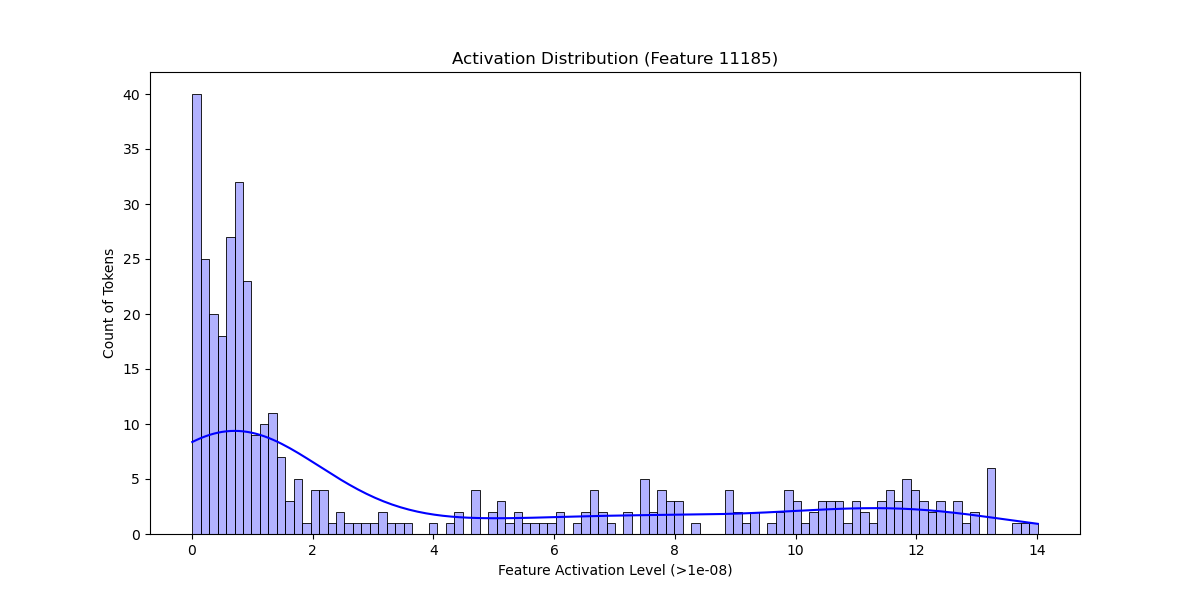 Activation Distribution (Feature 11185)
Count of Tokens
40
35
30
25
20
15
10
5
0
0 2 4 6 8 10 12 14
Feature Activation Level (>1e-08)